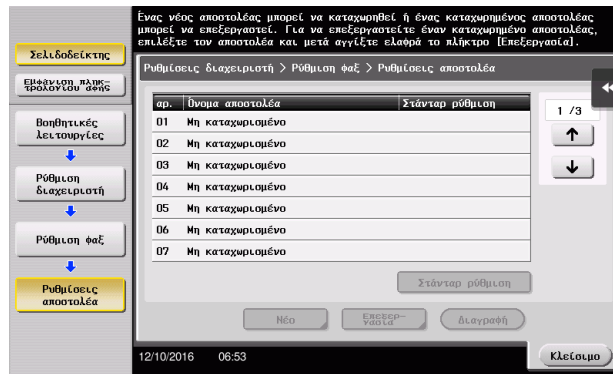 Ένας νέος αποστολέας μπορεί να καταχωρηθεί ή ένας καταχωρημένος αποστολέας
μπορεί να επεξεργαστεί. Για να επεξεργαστείτε έναν καταχωρημένο αποστολέα,
επιλέξτε τον αποστολέα και μετά αγγίξτε ελαφρά το πλήκτρο [Επεξεργασία].
Σελιδοδείκτης
Εμφάνιση πληκ-
τρολογίου αφής
Βοηθητικές
λειτουργίες
Ρύθμιση
διαχειριστή
Ρύθμιση φαξ
Ρυθμίσεις
αποστολέα
Ρυθμίσεις διαχειριστή > Ρύθμιση φαξ > Ρυθμίσεις αποστολέα
αρ. Όνομα αποστολέα Στάνταρ ρύθμιση
01 Μη καταχωρισμένο
02 Μη καταχωρισμένο
03 Μη καταχωρισμένο
04 Μη καταχωρισμένο
05 Μη καταχωρισμένο
06 Μη καταχωρισμένο
07 Μη καταχωρισμένο
1 /3
Στάνταρ ρύθμιση
Νέο
Επεξερ-
γασία
Διαγραφή
12/10/2016 06:53
Κλείσιμο